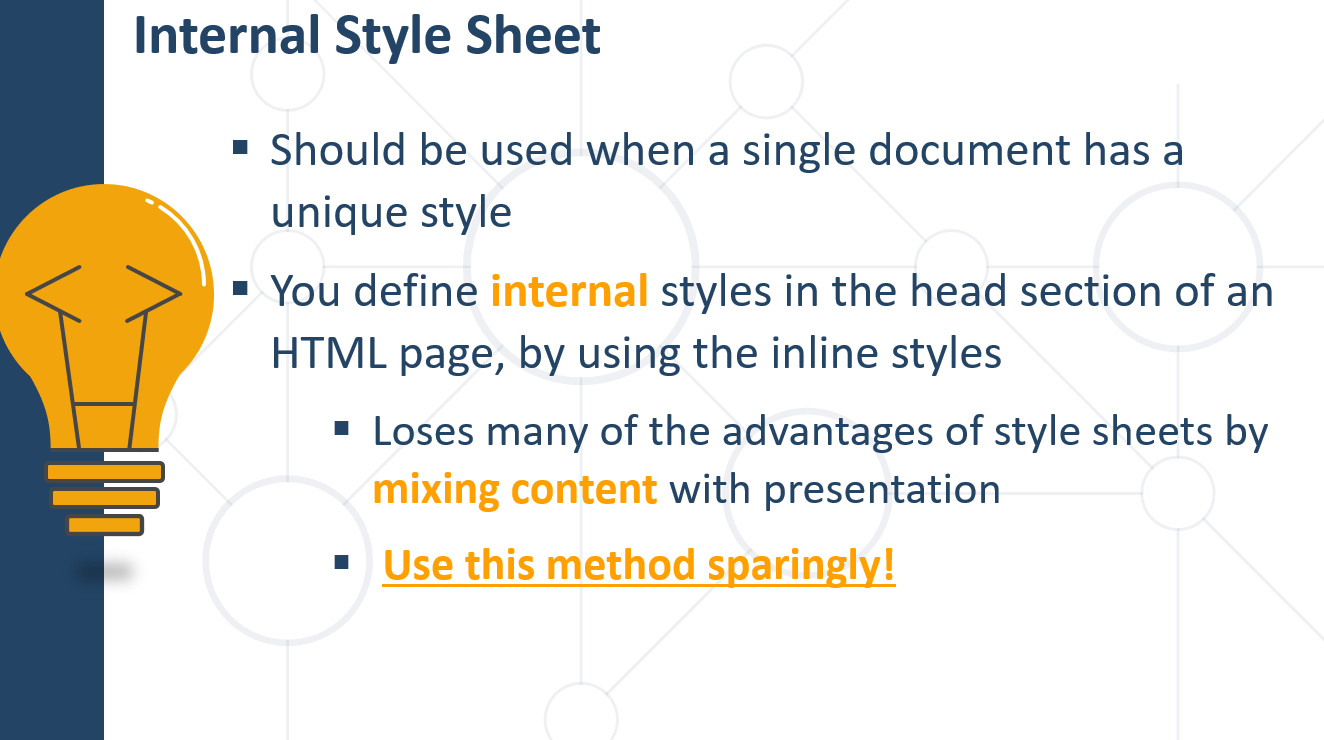 Internal Style Sheet
▪ Should be used when a single document has a
unique style
▪ You define internal styles in the head section of an
HTML page, by using the inline styles
▪ Loses many of the advantages of style sheets by
mixing content with presentation
▪ Use this method sparingly!